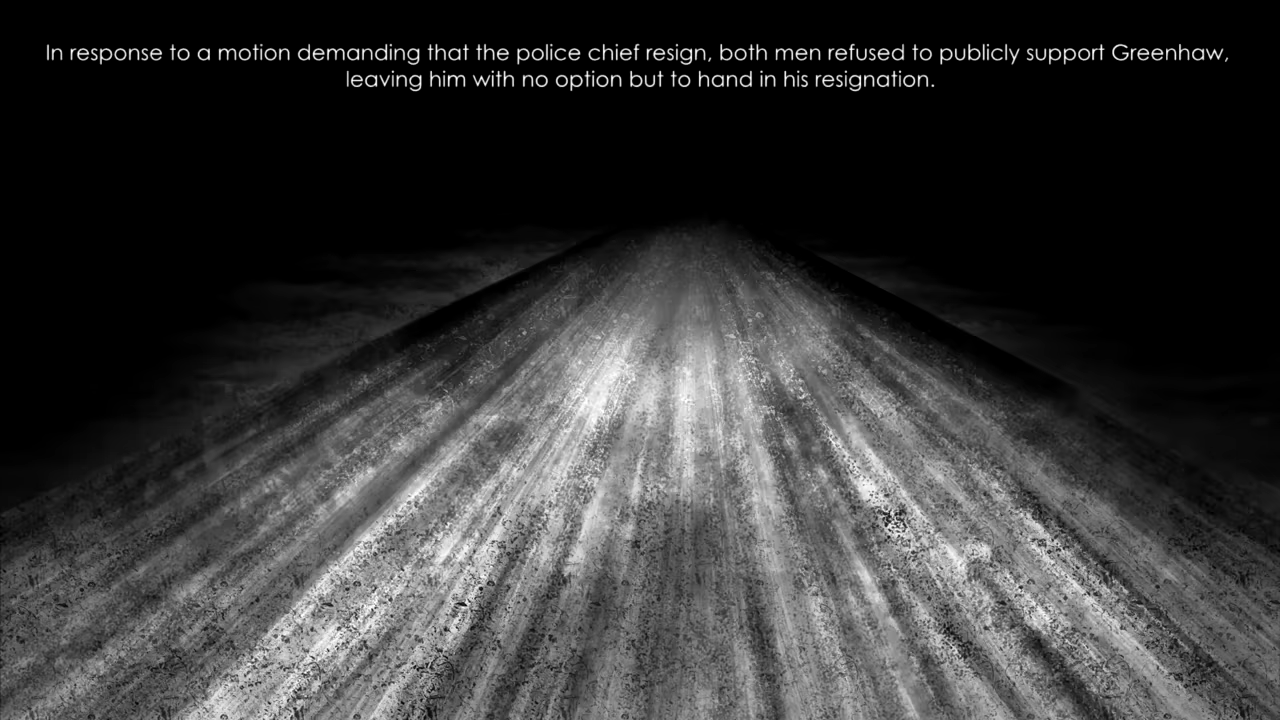 In response to a motion demanding that the police chief resign, both men refused to publicly support Greenhaw,
leaving him with no option but to hand in his resignation.